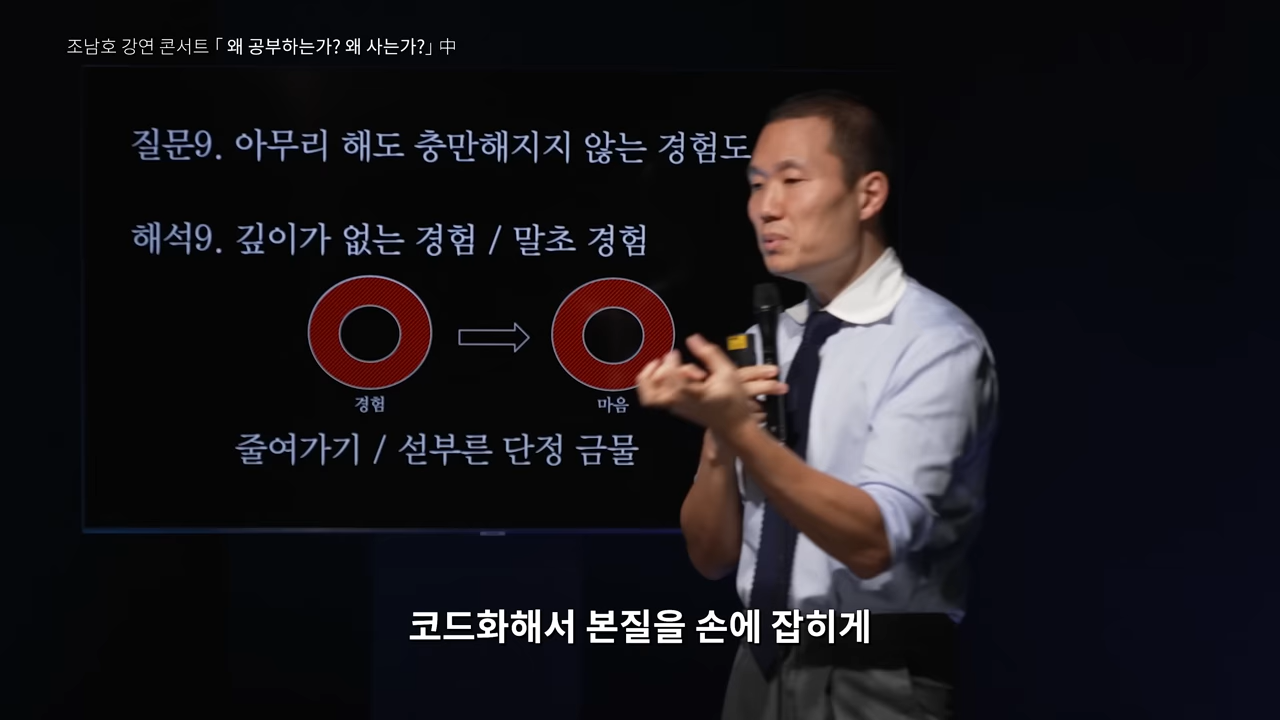 조남호 강연 콘서트 「 왜 공부하는가? 왜 사는가?」 中
질문9. 아무리 해도 충만해지지 않는 경험도
해석9. 깊이가 없는 경험 / 말초 경험
경험
마음
줄여가기 / 섣부른 단정 금물
코드화해서 본질을 손에 잡히게